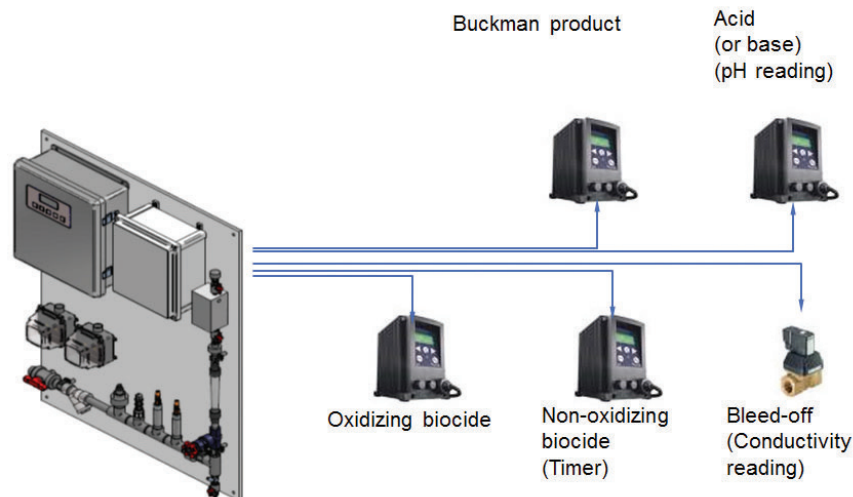 Buckman product
Acid
(or base)
(pH reading)
Oxidizing biocide
Non-oxidizing
biocide
(Timer)
Bleed-off
(Conductivity
reading)